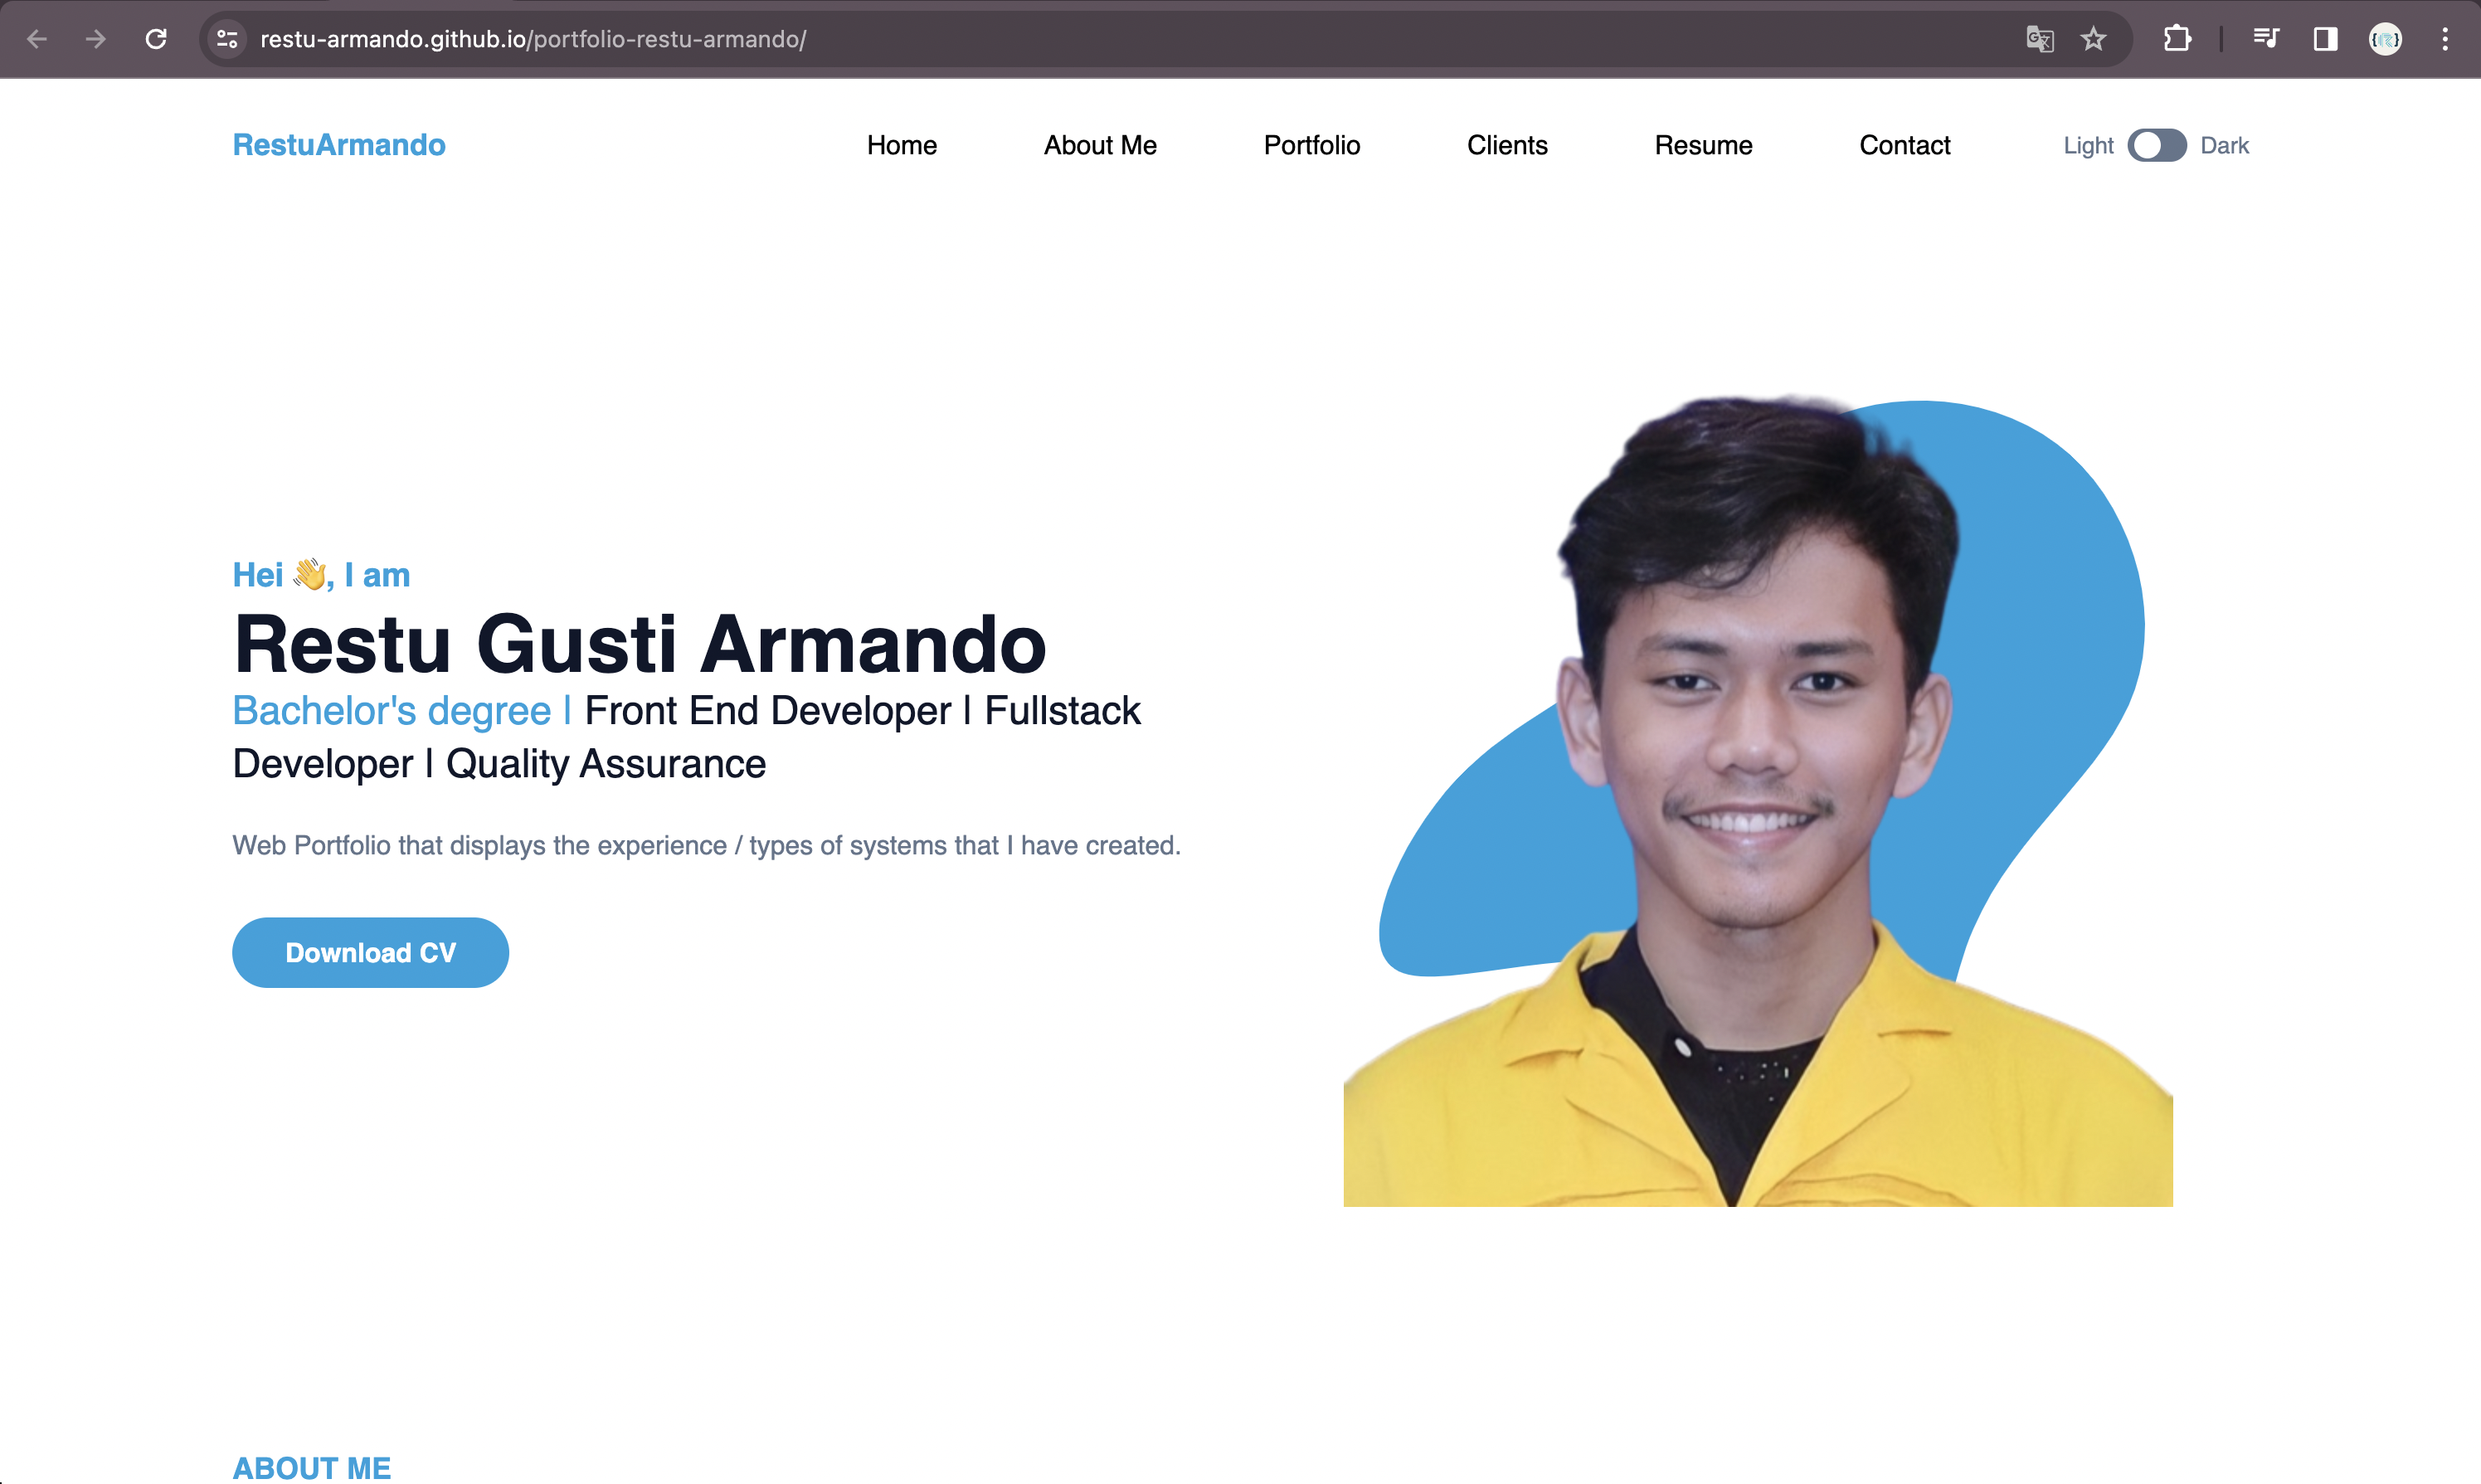 restu-armando.github.io/portfolio-restu-armando/
RestuArmando
Home
About Me
Portfolio
Clients
Resume
Contact
Light
Dark
Hei 👋, I am
Restu Gusti Armando
Bachelor's degree | Front End Developer | Fullstack
Developer | Quality Assurance
Web Portfolio that displays the experience / types of systems that I have created.
Download CV
ABOUT ME